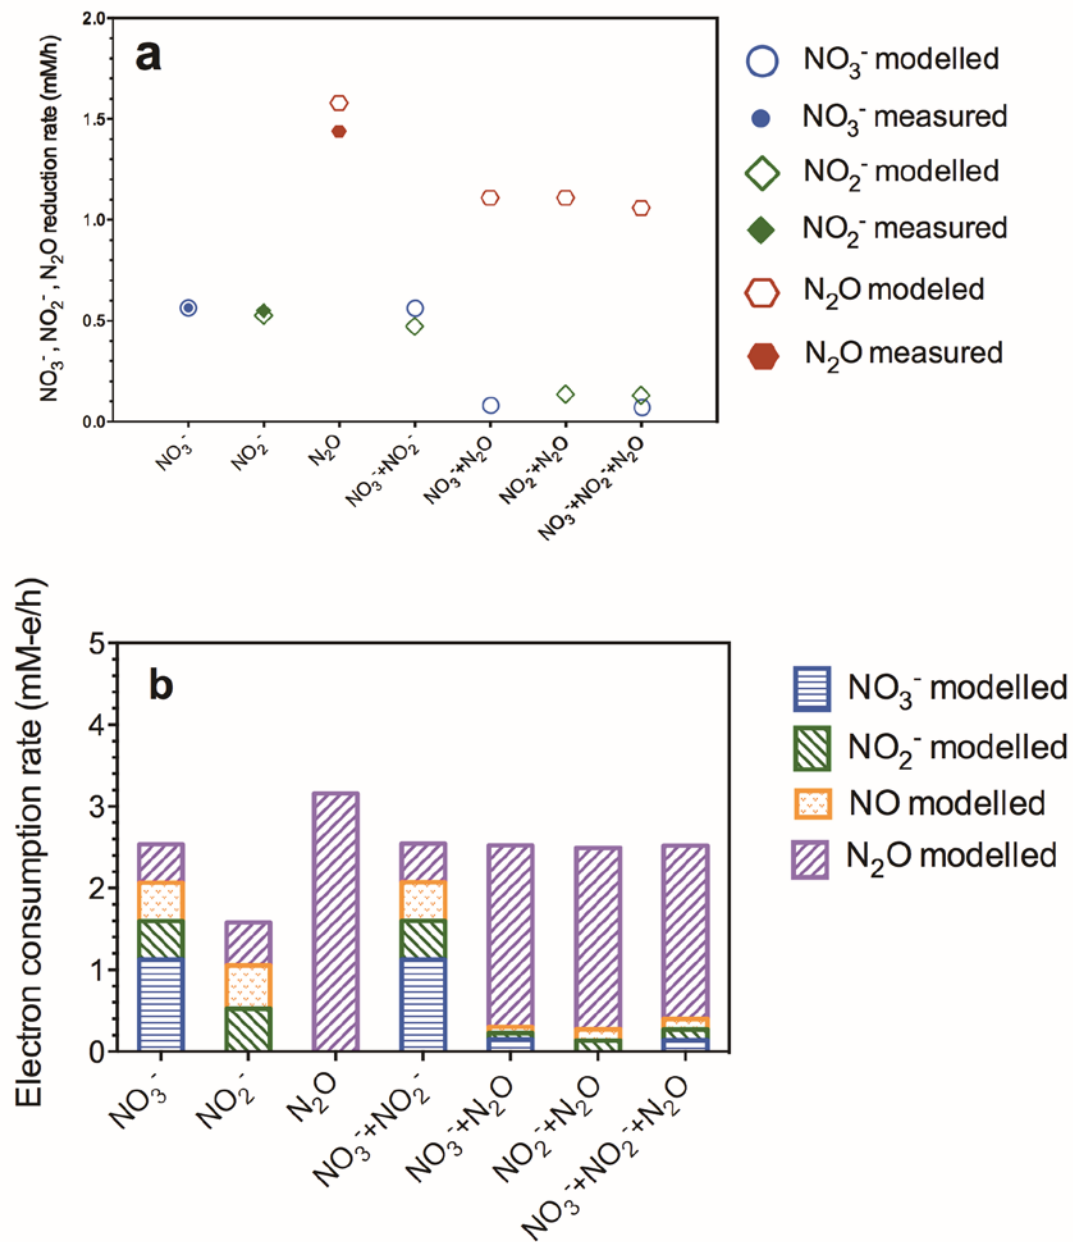 a
NO₃⁻, NO₂⁻, N₂O reduction rate (mM/h)
2.0
1.5
1.0
0.5
0.0
NO₃⁻
NO₂⁻
N₂O
NO₃⁻+NO₂⁻
NO₃⁻+N₂O
NO₂⁻+N₂O
NO₃⁻+NO₂⁻+N₂O
NO₃⁻ modelled
NO₃⁻ measured
NO₂⁻ modelled
NO₂⁻ measured
N₂O modeled
N₂O measured
b
Electron consumption rate (mM-e/h)
5
4
3
2
1
0
NO₃⁻
NO₂⁻
N₂O
NO₃⁻+NO₂⁻
NO₃⁻+N₂O
NO₂⁻+N₂O
NO₃⁻+NO₂⁻+N₂O
NO₃⁻ modelled
NO₂⁻ modelled
NO modelled
N₂O modelled